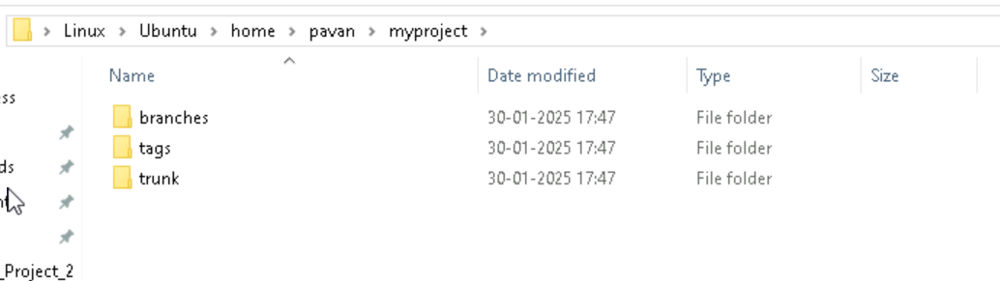 Linux > Ubuntu > home > pavan > myproject >
Name Date modified Type Size
ss
branches 30-01-2025 17:47 File folder
tags 30-01-2025 17:47 File folder
ds
trunk 30-01-2025 17:47 File folder
_Project_2